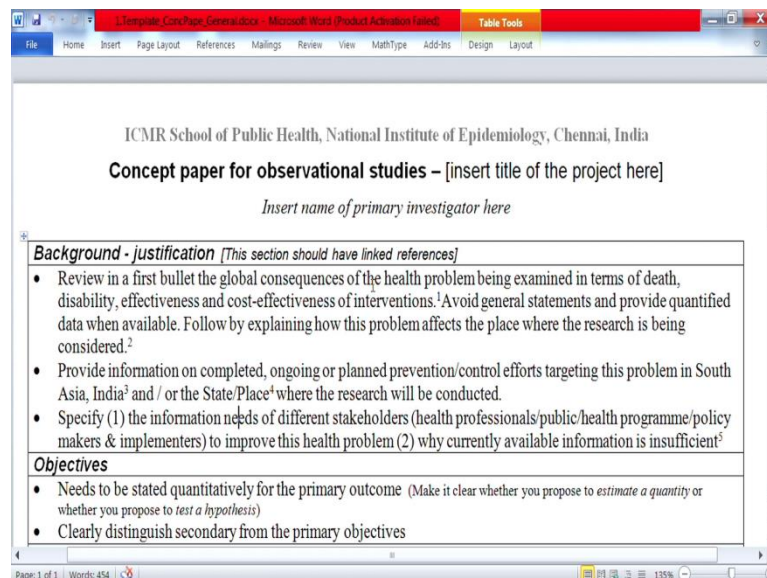 1.Template_ConcPape_General.docx - Microsoft Word (Product Activation Failed)
Table Tools
File Home Insert Page Layout References Mailings Review View MathType Add-Ins Design Layout
ICMR School of Public Health, National Institute of Epidemiology, Chennai, India
Concept paper for observational studies – [insert title of the project here]
Insert name of primary investigator here
Background - justification [This section should have linked references]
• Review in a first bullet the global consequences of the health problem being examined in terms of death,
disability, effectiveness and cost-effectiveness of interventions.¹Avoid general statements and provide quantified
data when available. Follow by explaining how this problem affects the place where the research is being
considered.²
• Provide information on completed, ongoing or planned prevention/control efforts targeting this problem in South
Asia, India³ and / or the State/Place⁴ where the research will be conducted.
• Specify (1) the information needs of different stakeholders (health professionals/public/health programme/policy
makers & implementers) to improve this health problem (2) why currently available information is insufficient⁵
Objectives
• Needs to be stated quantitatively for the primary outcome (Make it clear whether you propose to estimate a quantity or
whether you propose to test a hypothesis)
• Clearly distinguish secondary from the primary objectives
Page: 1 of 1 Words: 454 135%